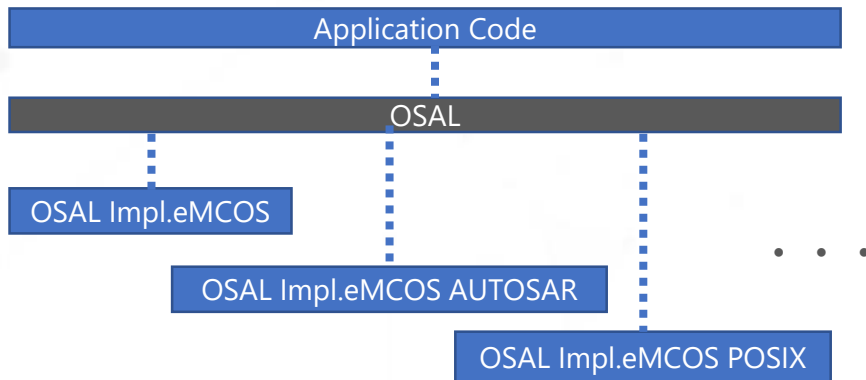 Application Code
OSAL
OSAL Impl.eMCOS
OSAL Impl.eMCOS AUTOSAR
OSAL Impl.eMCOS POSIX